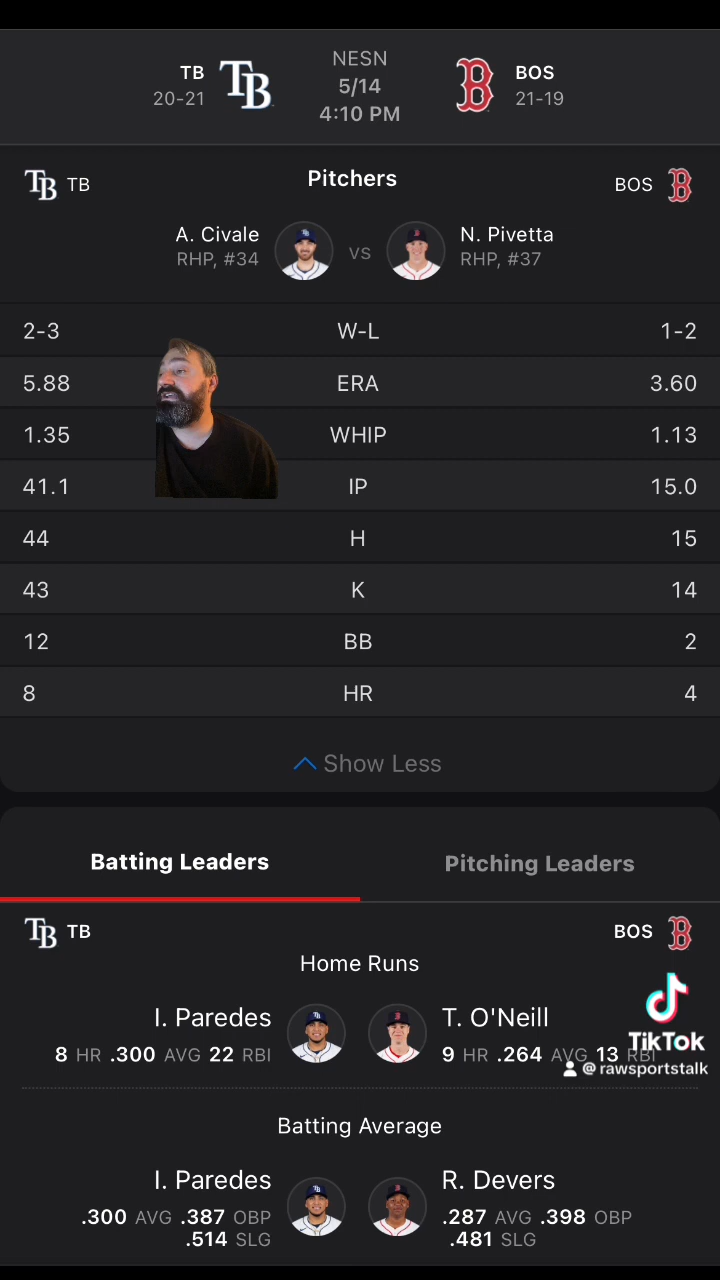 NESN
TB
5/14
BOS
20-21
21-19
4:10 PM
TB
Pitchers
BOS
A. Civale
N. Pivetta
RHP, #34
vs
RHP, #37
2-3 W-L 1-2
5.88 ERA 3.60
1.35 WHIP 1.13
41.1 IP 15.0
44 H 15
43 K 14
12 BB 2
8 HR 4
Show Less
Batting Leaders
Pitching Leaders
TB
BOS
Home Runs
I. Paredes
T. O'Neill
8 HR .300 AVG 22 RBI
9 HR .264 AVG 13 RBI
TikTok
@rawsportstalk
Batting Average
I. Paredes
R. Devers
.300 AVG .387 OBP
.514 SLG
.287 AVG .398 OBP
.481 SLG